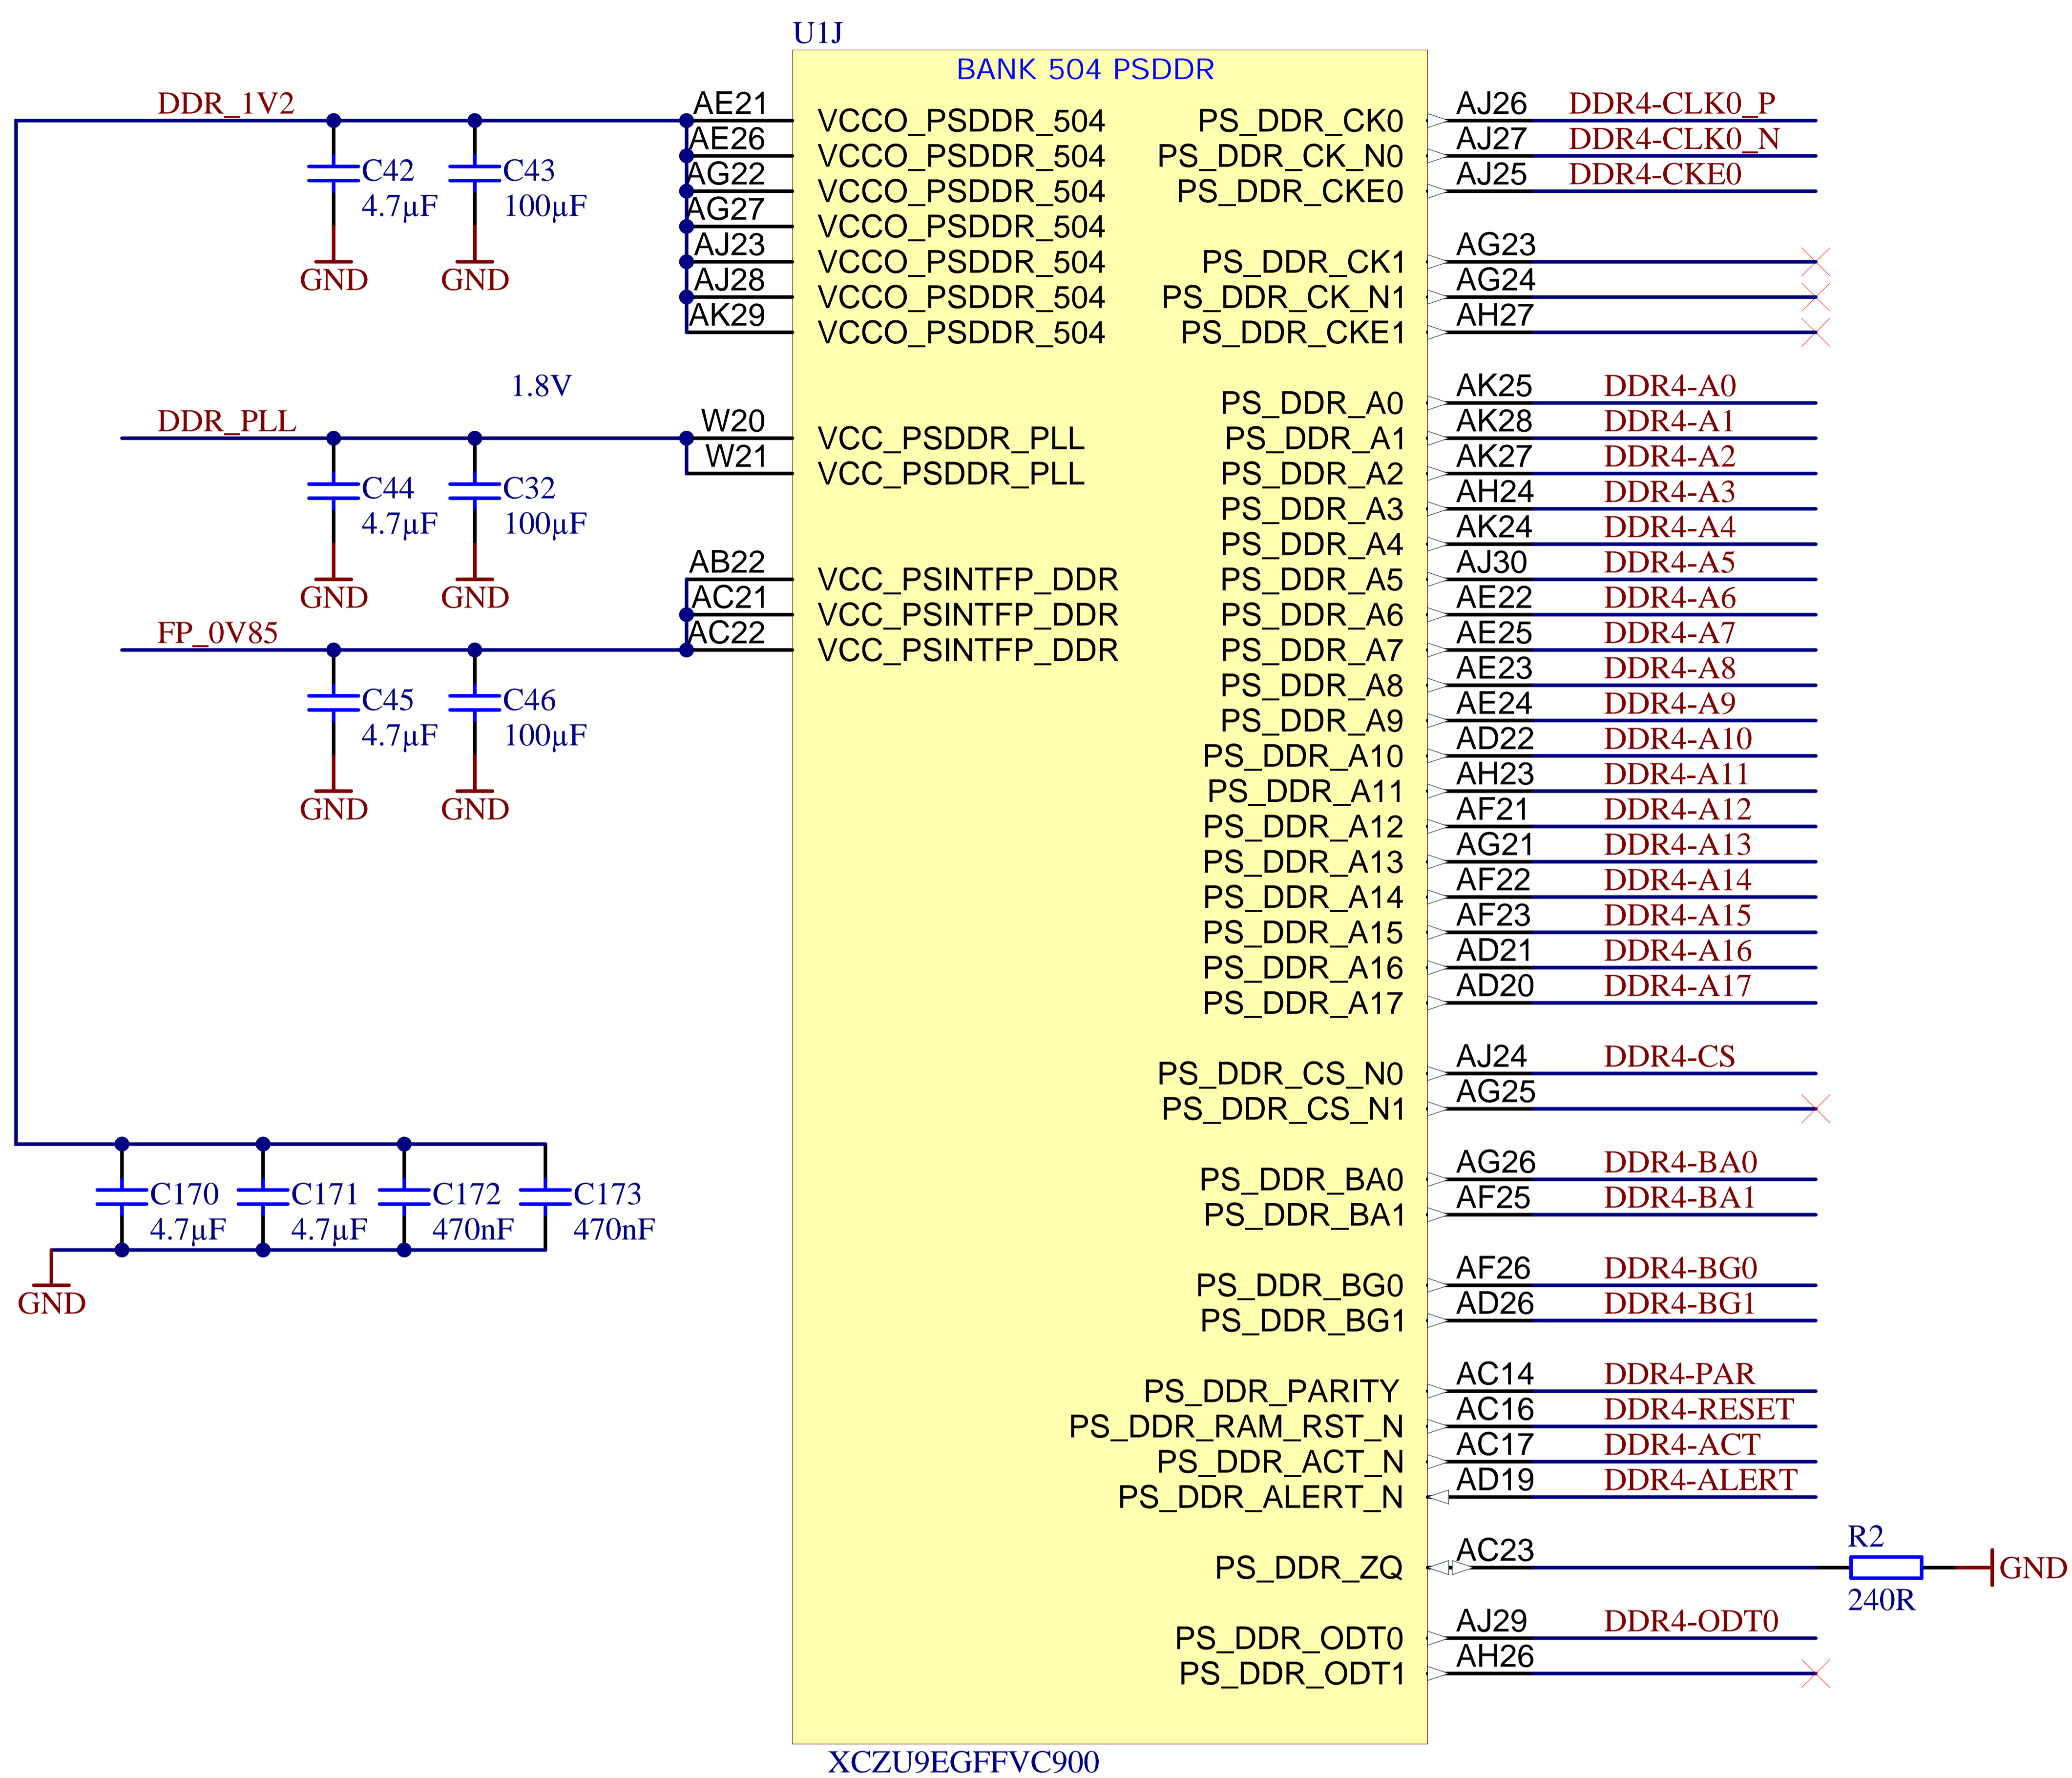 U1J
BANK 504 PSDDR
DDR_1V2
C42
4.7µF
GND
C43
100µF
GND
AE21 VCCO_PSDDR_504
AE26 VCCO_PSDDR_504
AG22 VCCO_PSDDR_504
AG27 VCCO_PSDDR_504
AJ23 VCCO_PSDDR_504
AJ28 VCCO_PSDDR_504
AK29 VCCO_PSDDR_504
1.8V
DDR_PLL
C44
4.7µF
GND
C32
100µF
GND
W20 VCC_PSDDR_PLL
W21 VCC_PSDDR_PLL
AB22 VCC_PSINTFP_DDR
AC21 VCC_PSINTFP_DDR
AC22 VCC_PSINTFP_DDR
FP_0V85
C45
4.7µF
GND
C46
100µF
GND
C170
4.7µF
C171
4.7µF
C172
470nF
C173
470nF
GND
PS_DDR_CK0 AJ26 DDR4-CLK0_P
PS_DDR_CK_N0 AJ27 DDR4-CLK0_N
PS_DDR_CKE0 AJ25 DDR4-CKE0
PS_DDR_CK1 AG23
PS_DDR_CK_N1 AG24
PS_DDR_CKE1 AH27
PS_DDR_A0 AK25 DDR4-A0
PS_DDR_A1 AK28 DDR4-A1
PS_DDR_A2 AK27 DDR4-A2
PS_DDR_A3 AH24 DDR4-A3
PS_DDR_A4 AK24 DDR4-A4
PS_DDR_A5 AJ30 DDR4-A5
PS_DDR_A6 AE22 DDR4-A6
PS_DDR_A7 AE25 DDR4-A7
PS_DDR_A8 AE23 DDR4-A8
PS_DDR_A9 AE24 DDR4-A9
PS_DDR_A10 AD22 DDR4-A10
PS_DDR_A11 AH23 DDR4-A11
PS_DDR_A12 AF21 DDR4-A12
PS_DDR_A13 AG21 DDR4-A13
PS_DDR_A14 AF22 DDR4-A14
PS_DDR_A15 AF23 DDR4-A15
PS_DDR_A16 AD21 DDR4-A16
PS_DDR_A17 AD20 DDR4-A17
PS_DDR_CS_N0 AJ24 DDR4-CS
PS_DDR_CS_N1 AG25
PS_DDR_BA0 AG26 DDR4-BA0
PS_DDR_BA1 AF25 DDR4-BA1
PS_DDR_BG0 AF26 DDR4-BG0
PS_DDR_BG1 AD26 DDR4-BG1
PS_DDR_PARITY AC14 DDR4-PAR
PS_DDR_RAM_RST_N AC16 DDR4-RESET
PS_DDR_ACT_N AC17 DDR4-ACT
PS_DDR_ALERT_N AD19 DDR4-ALERT
PS_DDR_ZQ AC23
R2
240R
GND
PS_DDR_ODT0 AJ29 DDR4-ODT0
PS_DDR_ODT1 AH26
XCZU9EGFFVC900